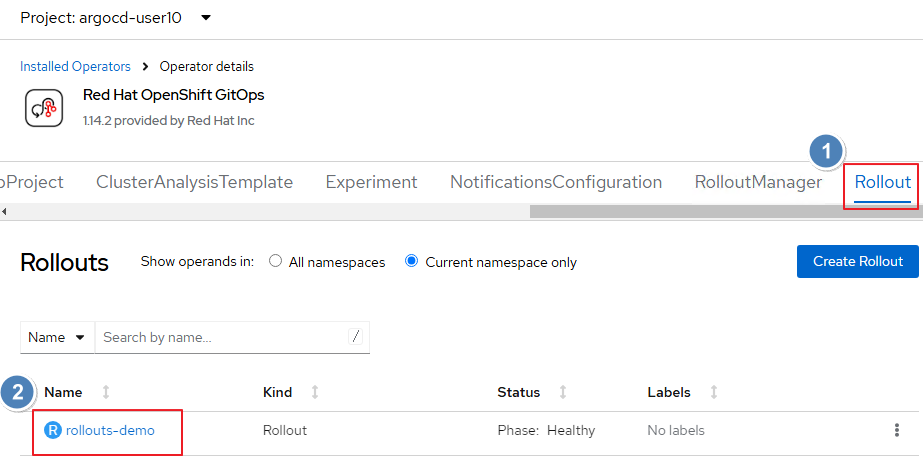 Project: argocd-user10
Installed Operators > Operator details
Red Hat OpenShift GitOps
1.14.2 provided by Red Hat Inc
1
pProject ClusterAnalysisTemplate Experiment NotificationsConfiguration RolloutManager Rollout
Rollouts Show operands in: All namespaces Current namespace only Create Rollout
Name Search by name... /
2
Name Kind Status Labels
R rollouts-demo Rollout Phase: Healthy No labels